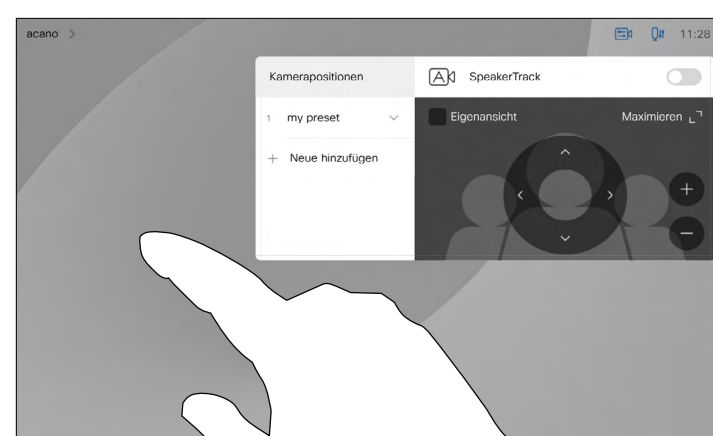 acano >
11:28
Kamerapositionen
A SpeakerTrack
1 my preset
Eigenansicht
Maximieren
+ Neue hinzufügen
+
−